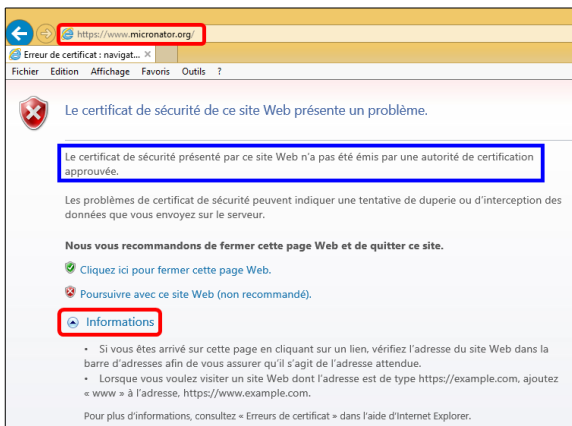 https://www.micronator.org/
Erreur de certificat : navigat... ×
Fichier Edition Affichage Favoris Outils ?
Le certificat de sécurité de ce site Web présente un problème.
Le certificat de sécurité présenté par ce site Web n'a pas été émis par une autorité de certification
approuvée.
Les problèmes de certificat de sécurité peuvent indiquer une tentative de duperie ou d'interception des
données que vous envoyez sur le serveur.
Nous vous recommandons de fermer cette page Web et de quitter ce site.
Cliquez ici pour fermer cette page Web.
Poursuivre avec ce site Web (non recommandé).
Informations
• Si vous êtes arrivé sur cette page en cliquant sur un lien, vérifiez l'adresse du site Web dans la
barre d'adresses afin de vous assurer qu'il s'agit de l'adresse attendue.
• Lorsque vous voulez visiter un site Web dont l'adresse est de type https://example.com, ajoutez
« www » à l'adresse, https://www.example.com.
Pour plus d'informations, consultez « Erreurs de certificat » dans l'aide d'Internet Explorer.